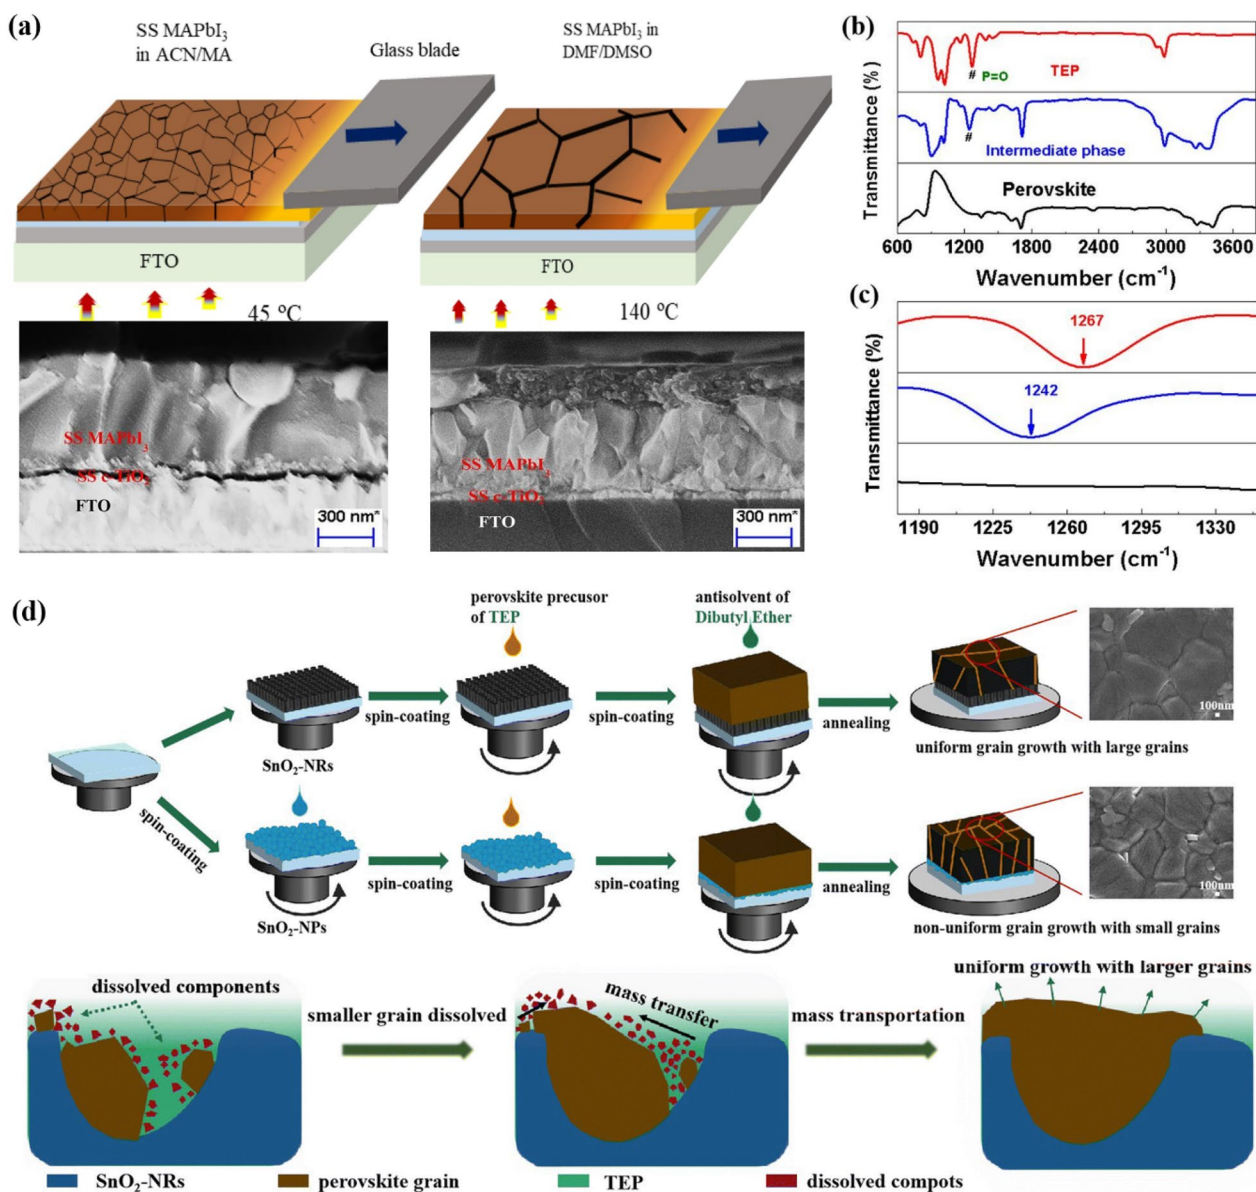 (a)
SS MAPbI₃
in ACN/MA
Glass blade
SS MAPbI₃ in
DMF/DMSO
FTO
45 °C
FTO
140 °C
SS MAPbI₃
SS c-TiO₂
FTO
300 nm*
SS MAPbI₃
SS c-TiO₂
FTO
300 nm*
(b)
Transmittance (%)
# P=O
TEP
#
Intermediate phase
Perovskite
600 1200 1800 2400 3000 3600
Wavenumber (cm⁻¹)
(c)
Transmittance (%)
1267
1242
1190 1225 1260 1295 1330
Wavenumber (cm⁻¹)
(d)
perovskite precusor
of TEP
antisolvent of
Dibutyl Ether
SnO₂-NRs
spin-coating
spin-coating
annealing
100nm
uniform grain growth with large grains
spin-coating
SnO₂-NPs
spin-coating
spin-coating
annealing
100nm
non-uniform grain growth with small grains
dissolved components
smaller grain dissolved
mass transfer
mass transportation
uniform growth with larger grains
SnO₂-NRs
perovskite grain
TEP
dissolved compots